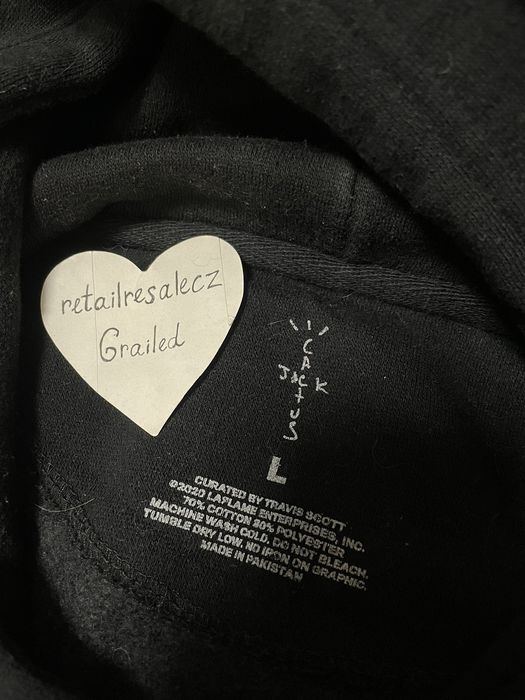 retailresalecz
Grailed
CACTUS
JACK
L
CURATED BY TRAVIS SCOTT
©2020 LAFLAME ENTERPRISES, INC.
70% COTTON 30% POLYESTER
MACHINE WASH COLD. DO NOT BLEACH.
TUMBLE DRY LOW. NO IRON ON GRAPHIC.
MADE IN PAKISTAN